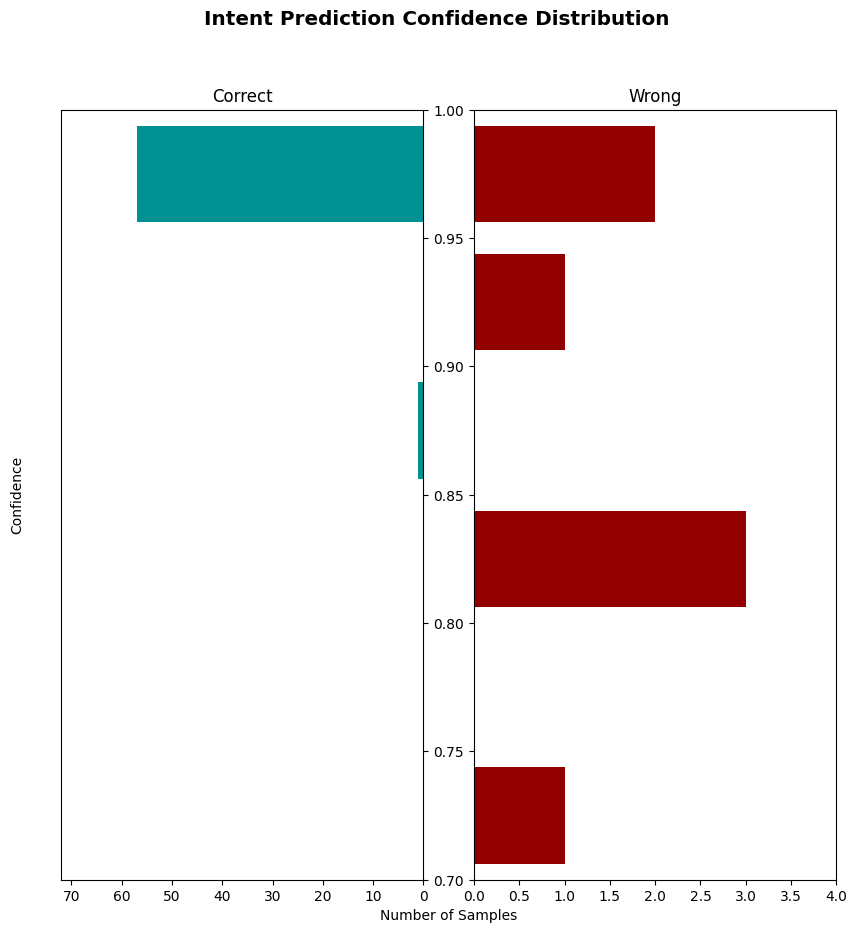 Intent Prediction Confidence Distribution
Correct
Wrong
1.00
0.95
0.90
0.85
0.80
0.75
0.70
Confidence
70 60 50 40 30 20 10 0
0.0 0.5 1.0 1.5 2.0 2.5 3.0 3.5 4.0
Number of Samples